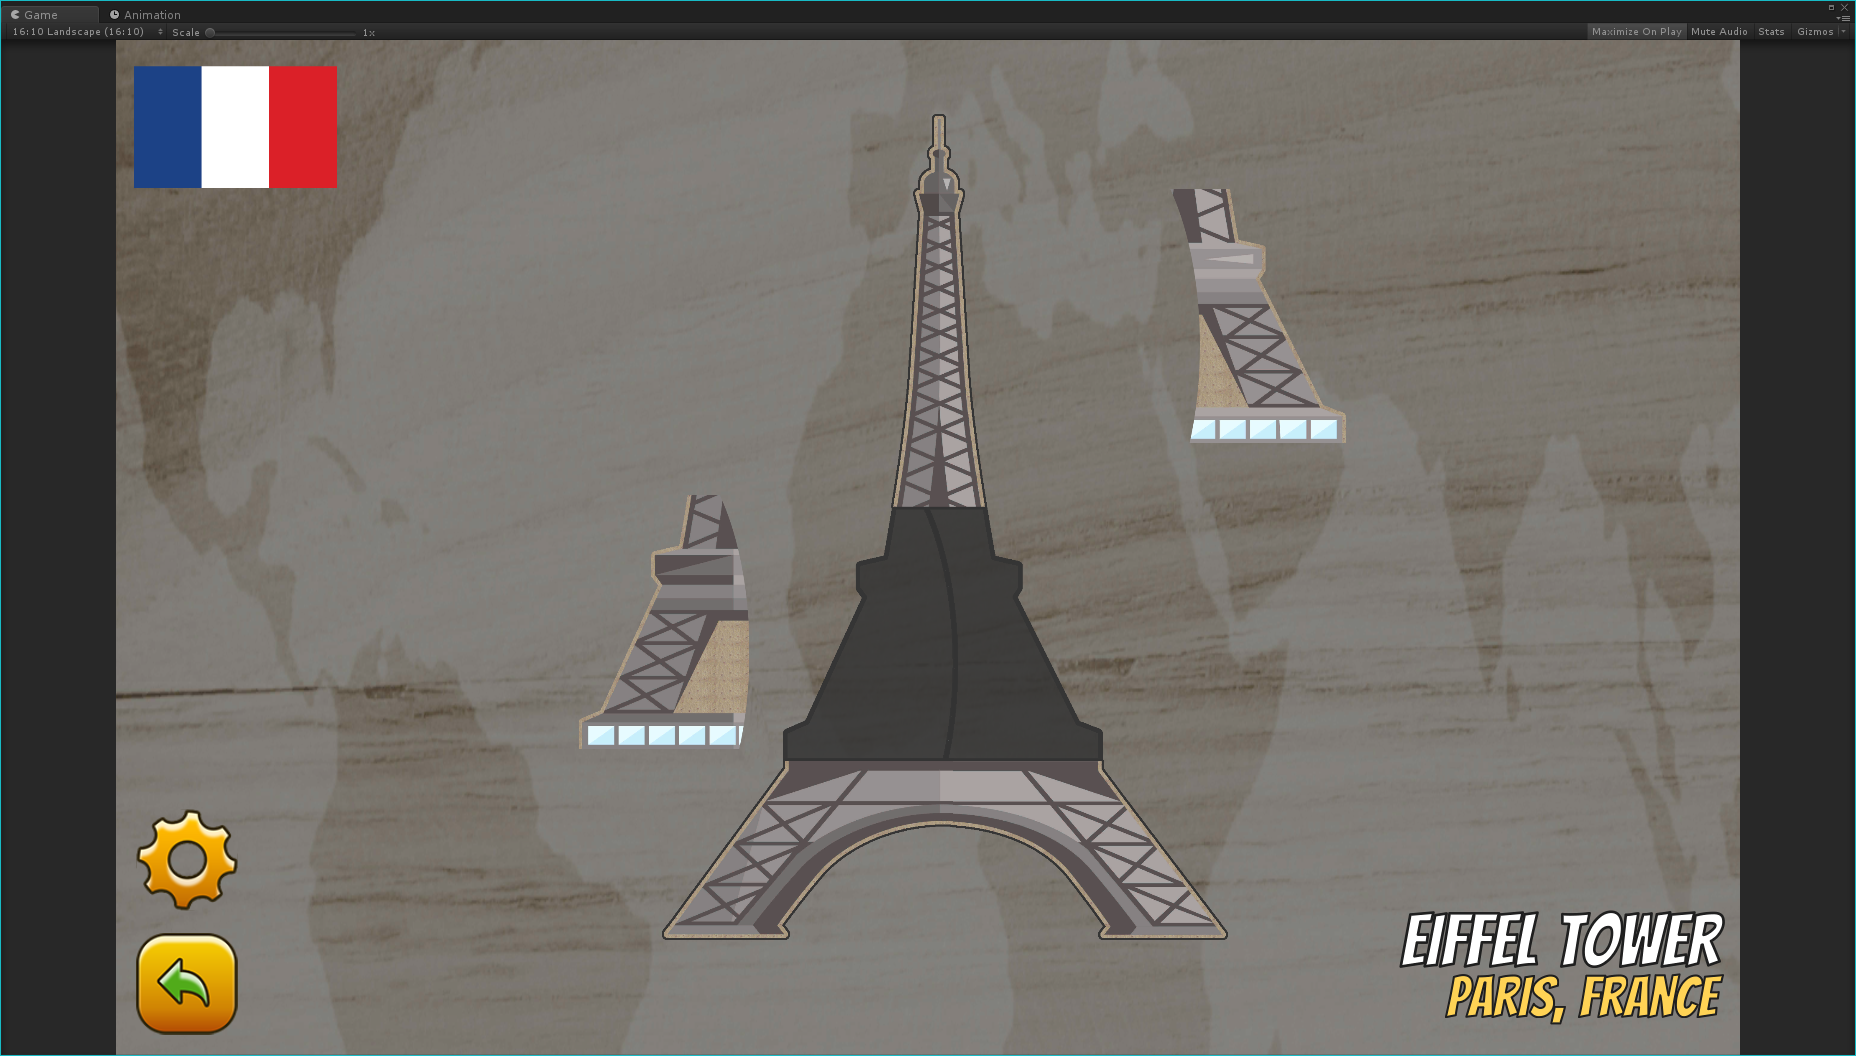 Game
Animation
16:10 Landscape (16:10)
Scale
1x
Maximize On Play
Mute Audio
Stats
Gizmos
EIFFEL TOWER
PARIS, FRANCE